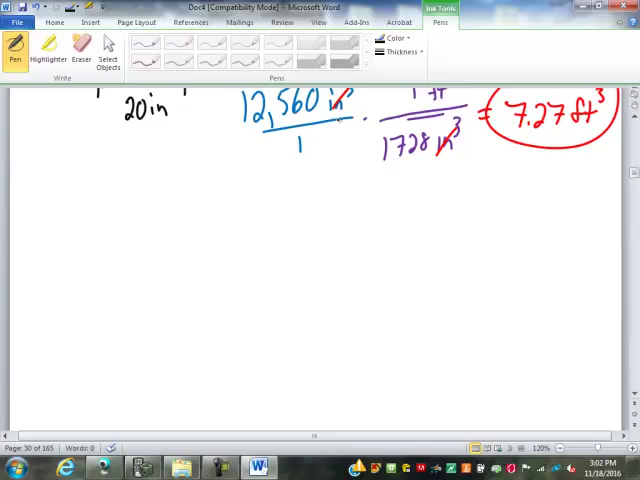 Doc4 [Compatibility Mode] - Microsoft Word
Ink Tools
File Home Insert Page Layout References Mailings Review View Add-Ins Acrobat Pens
Pen Highlighter Eraser Select Objects
Color
Thickness
Write Pens
20in 12,560 in³ · 1 ft = 7.27 ft³
1 1728 in³
Page: 30 of 165 Words: 0 120%
3:02 PM
11/18/2016